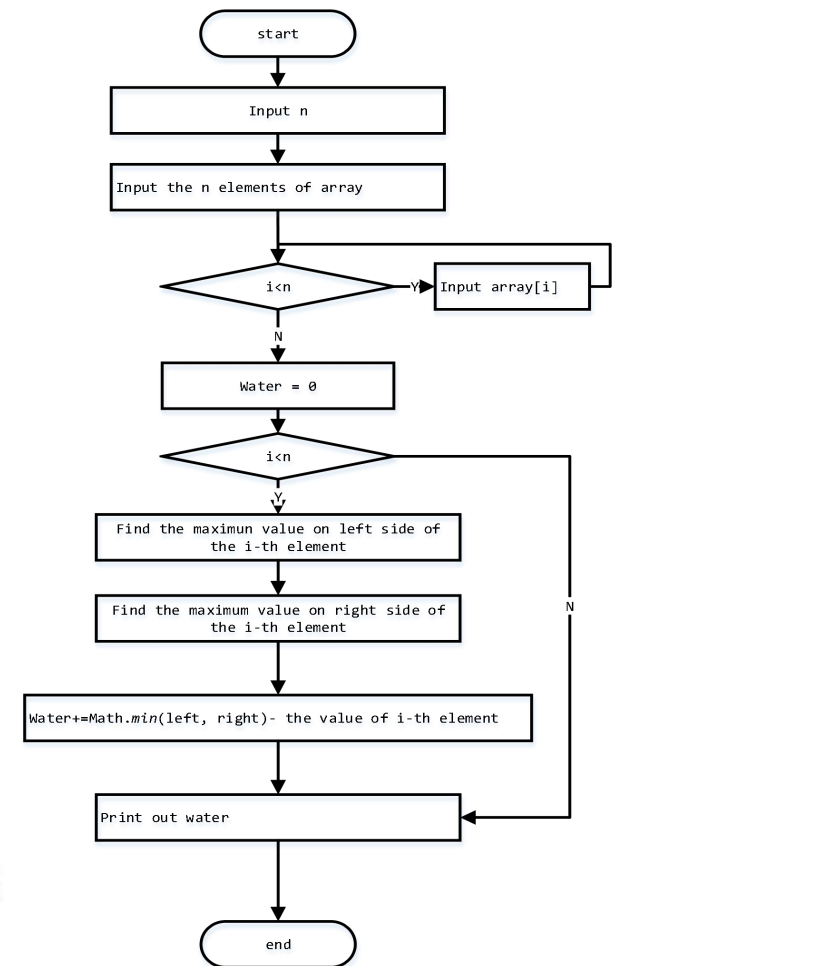 start
Input n
Input the n elements of array
i<n
Y
Input array[i]
N
Water = 0
i<n
Y
Find the maximun value on left side of
the i-th element
Find the maximum value on right side of
the i-th element
N
Water+=Math.min(left, right)- the value of i-th element
Print out water
end